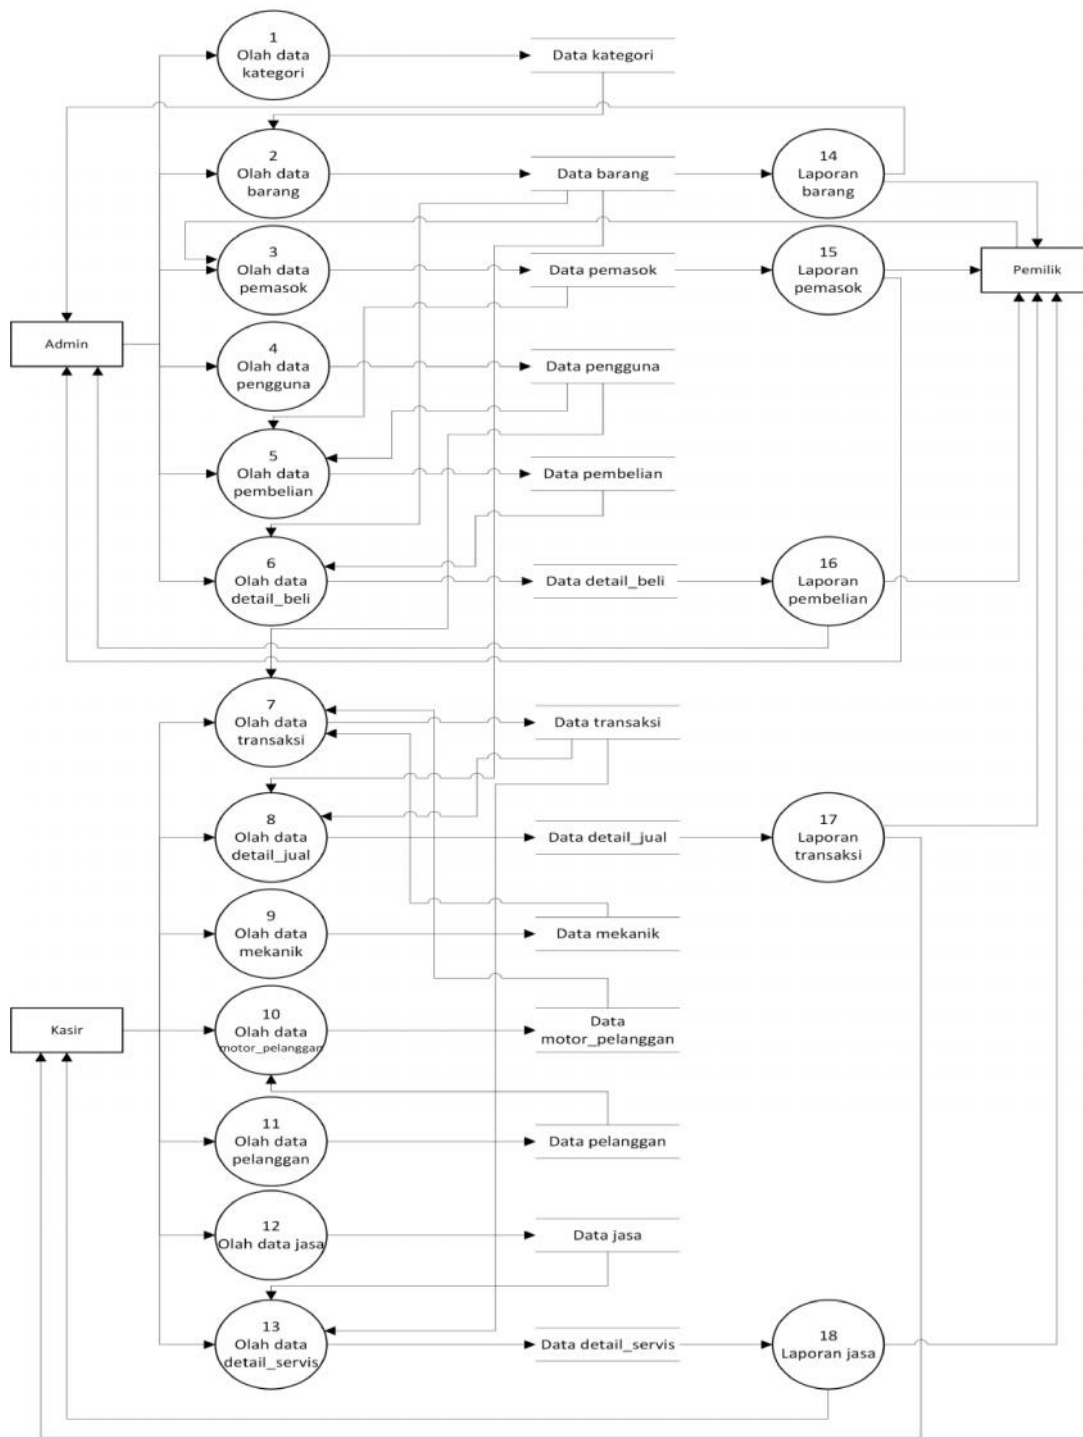 1
Olah data
kategori
Data kategori
2
Olah data
barang
Data barang
14
Laporan
barang
3
Olah data
pemasok
Data pemasok
15
Laporan
pemasok
Pemilik
Admin
4
Olah data
pengguna
Data pengguna
5
Olah data
pembelian
Data pembelian
6
Olah data
detail_beli
Data detail_beli
16
Laporan
pembelian
7
Olah data
transaksi
Data transaksi
8
Olah data
detail_jual
Data detail_jual
17
Laporan
transaksi
9
Olah data
mekanik
Data mekanik
Kasir
10
Olah data
motor_pelanggan
Data
motor_pelanggan
11
Olah data
pelanggan
Data pelanggan
12
Olah data jasa
Data jasa
13
Olah data
detail_servis
Data detail_servis
18
Laporan jasa